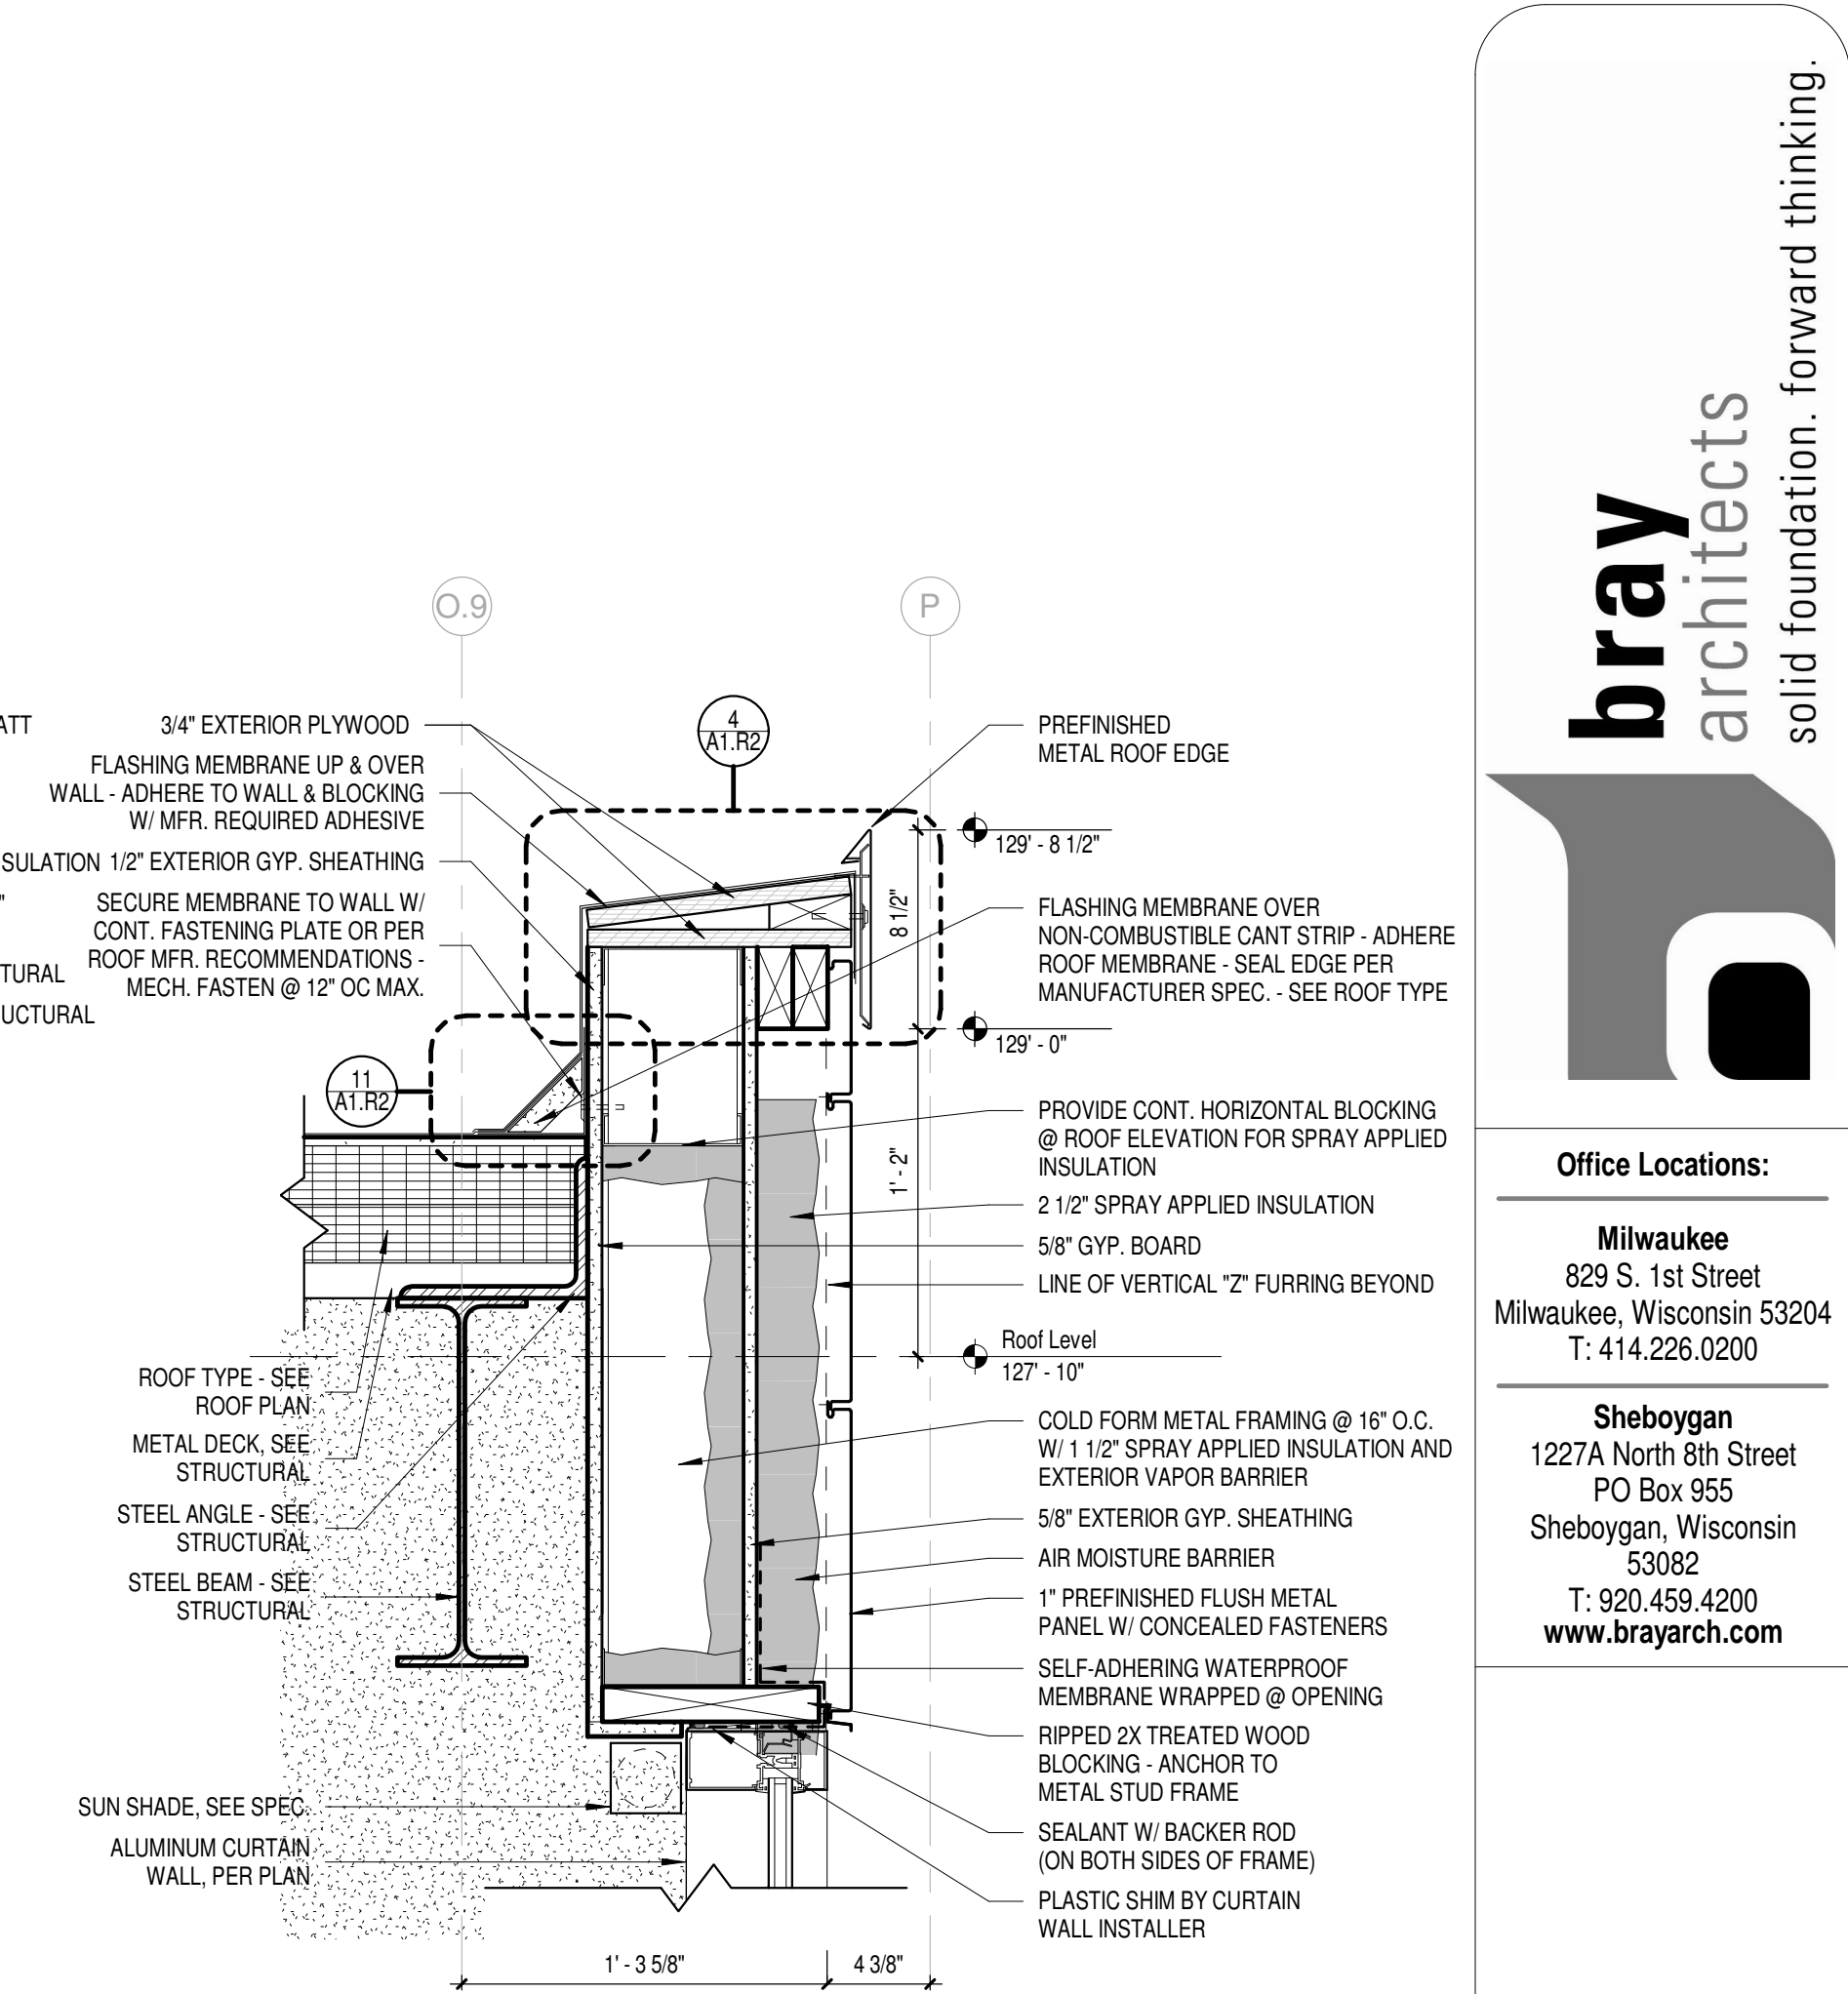 O.9
P
ATT
3/4" EXTERIOR PLYWOOD
FLASHING MEMBRANE UP & OVER
WALL - ADHERE TO WALL & BLOCKING
W/ MFR. REQUIRED ADHESIVE
SULATION
1/2" EXTERIOR GYP. SHEATHING
"
SECURE MEMBRANE TO WALL W/
CONT. FASTENING PLATE OR PER
ROOF MFR. RECOMMENDATIONS -
MECH. FASTEN @ 12" OC MAX.
TURAL
UCTURAL
4
A1.R2
11
A1.R2
ROOF TYPE - SEE
ROOF PLAN
METAL DECK, SEE
STRUCTURAL
STEEL ANGLE - SEE
STRUCTURAL
STEEL BEAM - SEE
STRUCTURAL
SUN SHADE, SEE SPEC.
ALUMINUM CURTAIN
WALL, PER PLAN
PREFINISHED
METAL ROOF EDGE
129' - 8 1/2"
8 1/2"
FLASHING MEMBRANE OVER
NON-COMBUSTIBLE CANT STRIP - ADHERE
ROOF MEMBRANE - SEAL EDGE PER
MANUFACTURER SPEC. - SEE ROOF TYPE
129' - 0"
1' - 2"
PROVIDE CONT. HORIZONTAL BLOCKING
@ ROOF ELEVATION FOR SPRAY APPLIED
INSULATION
2 1/2" SPRAY APPLIED INSULATION
5/8" GYP. BOARD
LINE OF VERTICAL "Z" FURRING BEYOND
Roof Level
127' - 10"
COLD FORM METAL FRAMING @ 16" O.C.
W/ 1 1/2" SPRAY APPLIED INSULATION AND
EXTERIOR VAPOR BARRIER
5/8" EXTERIOR GYP. SHEATHING
AIR MOISTURE BARRIER
1" PREFINISHED FLUSH METAL
PANEL W/ CONCEALED FASTENERS
SELF-ADHERING WATERPROOF
MEMBRANE WRAPPED @ OPENING
RIPPED 2X TREATED WOOD
BLOCKING - ANCHOR TO
METAL STUD FRAME
SEALANT W/ BACKER ROD
(ON BOTH SIDES OF FRAME)
PLASTIC SHIM BY CURTAIN
WALL INSTALLER
1' - 3 5/8"
4 3/8"
bray
architects
solid foundation. forward thinking.
Office Locations:
Milwaukee
829 S. 1st Street
Milwaukee, Wisconsin 53204
T: 414.226.0200
Sheboygan
1227A North 8th Street
PO Box 955
Sheboygan, Wisconsin
53082
T: 920.459.4200
www.brayarch.com